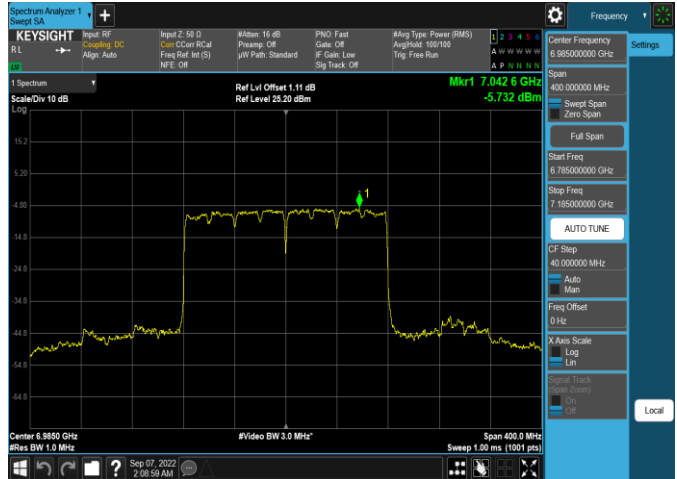 Spectrum Analyzer 1
Swept SA
Frequency
KEYSIGHT
Input: RF
Input Z: 50 Ω
#Atten: 16 dB
PNO: Fast
#Avg Type: Power (RMS)
1 2 3 4 5 6
RL
Coupling: DC
Corr CCorr RCal
Preamp: Off
Gate: Off
Avg|Hold: 100/100
A W W W W W
Align: Auto
Freq Ref: Int (S)
µW Path: Standard
IF Gain: Low
Trig: Free Run
NFE: Off
Sig Track: Off
A P N N N N
1 Spectrum
Ref Lvl Offset 1.11 dB
Mkr1 7.042 6 GHz
Scale/Div 10 dB
Ref Level 25.20 dBm
-5.732 dBm
Log
15.2
5.20
-4.80
-14.8
-24.8
-34.8
-44.8
-54.8
-64.8
1
Center 6.9850 GHz
#Video BW 3.0 MHz*
Span 400.0 MHz
#Res BW 1.0 MHz
Sweep 1.00 ms (1001 pts)
Sep 07, 2022
2:08:59 AM
Center Frequency
6.985000000 GHz
Settings
Span
400.000000 MHz
Swept Span
Zero Span
Full Span
Start Freq
6.785000000 GHz
Stop Freq
7.185000000 GHz
AUTO TUNE
CF Step
40.000000 MHz
Auto
Man
Freq Offset
0 Hz
X Axis Scale
Log
Lin
Signal Track
(Span Zoom)
On
Off
Local